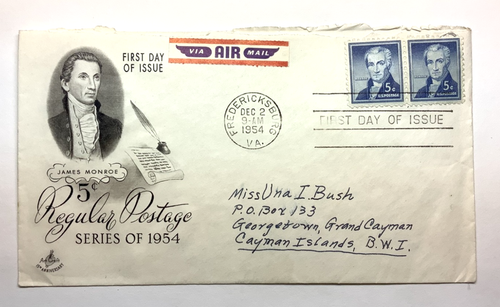 FIRST DAY
OF ISSUE
VIA AIR MAIL
5¢ 5¢
FREDERICKSBURG
DEC 2
9-AM
1954
VA.
FIRST DAY OF ISSUE
JAMES MONROE
5¢
Regular Postage
SERIES OF 1954
Miss Una I. Bush
P.O. Box 133
Georgetown, Grand Cayman
Cayman Islands, B.W.I.
ArtCraft